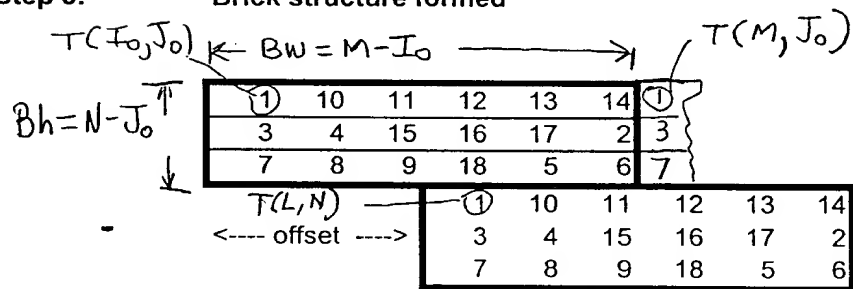 Step 6: Brick structure formed
T(I₀,J₀) Bw = M-I₀ T(M, J₀)
1 10 11 12 13 14 1
Bh=N-J₀
3 4 15 16 17 2 3
7 8 9 18 5 6 7
T(L,N) 1 10 11 12 13 14
<---- offset ----> 3 4 15 16 17 2
7 8 9 18 5 6